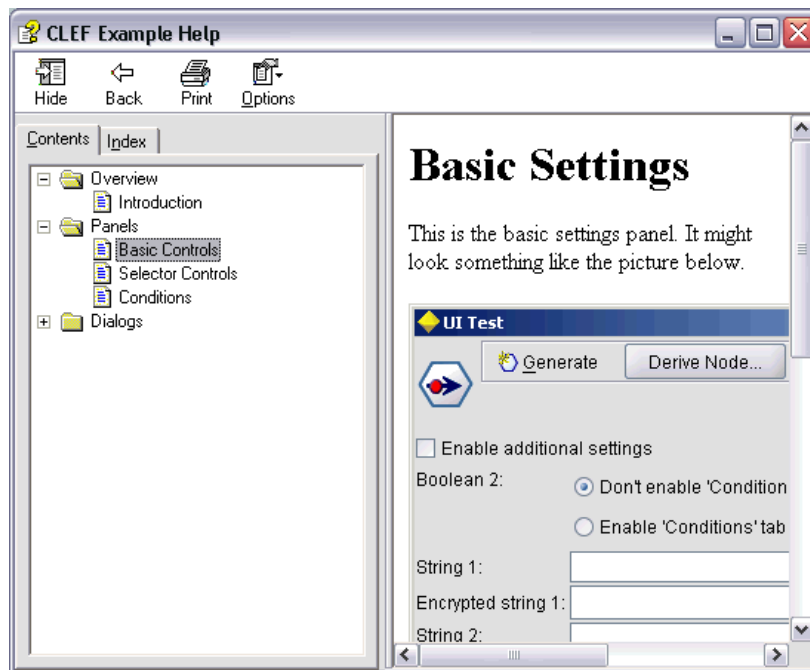 CLEF Example Help
Hide Back Print Options
Contents Index
Overview
Introduction
Panels
Basic Controls
Selector Controls
Conditions
Dialogs
Basic Settings
This is the basic settings panel. It might
look something like the picture below.
UI Test
Generate Derive Node...
Enable additional settings
Boolean 2: Don't enable 'Condition
Enable 'Conditions' tab
String 1:
Encrypted string 1:
String 2: